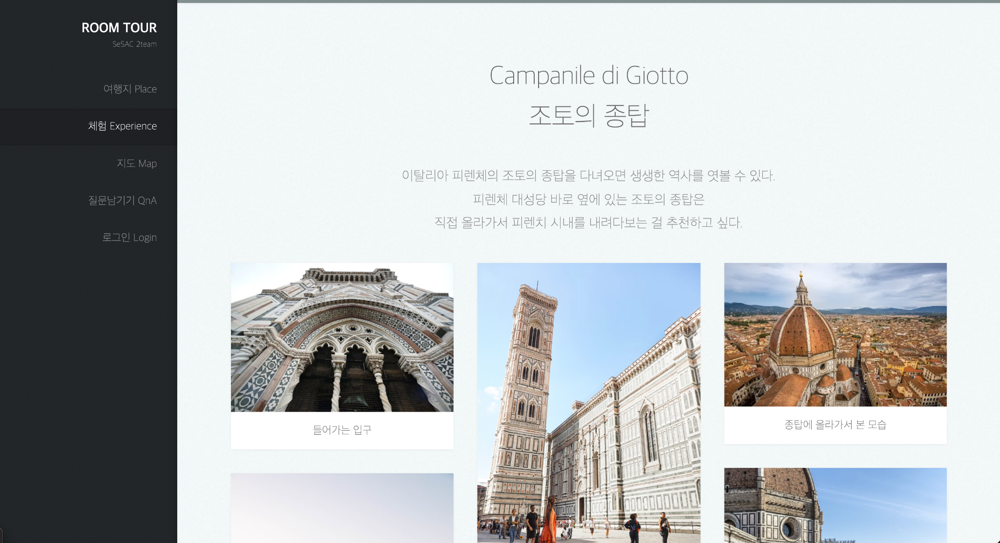 ROOM TOUR
SeSAC 2team
여행지 Place
체험 Experience
지도 Map
질문남기기 QnA
로그인 Login
Campanile di Giotto
조토의 종탑
이탈리아 피렌체의 조토의 종탑을 다녀오면 생생한 역사를 엿볼 수 있다.
피렌체 대성당 바로 옆에 있는 조토의 종탑은
직접 올라가서 피렌치 시내를 내려다보는 걸 추천하고 싶다.
들어가는 입구
종탑에 올라가서 본 모습